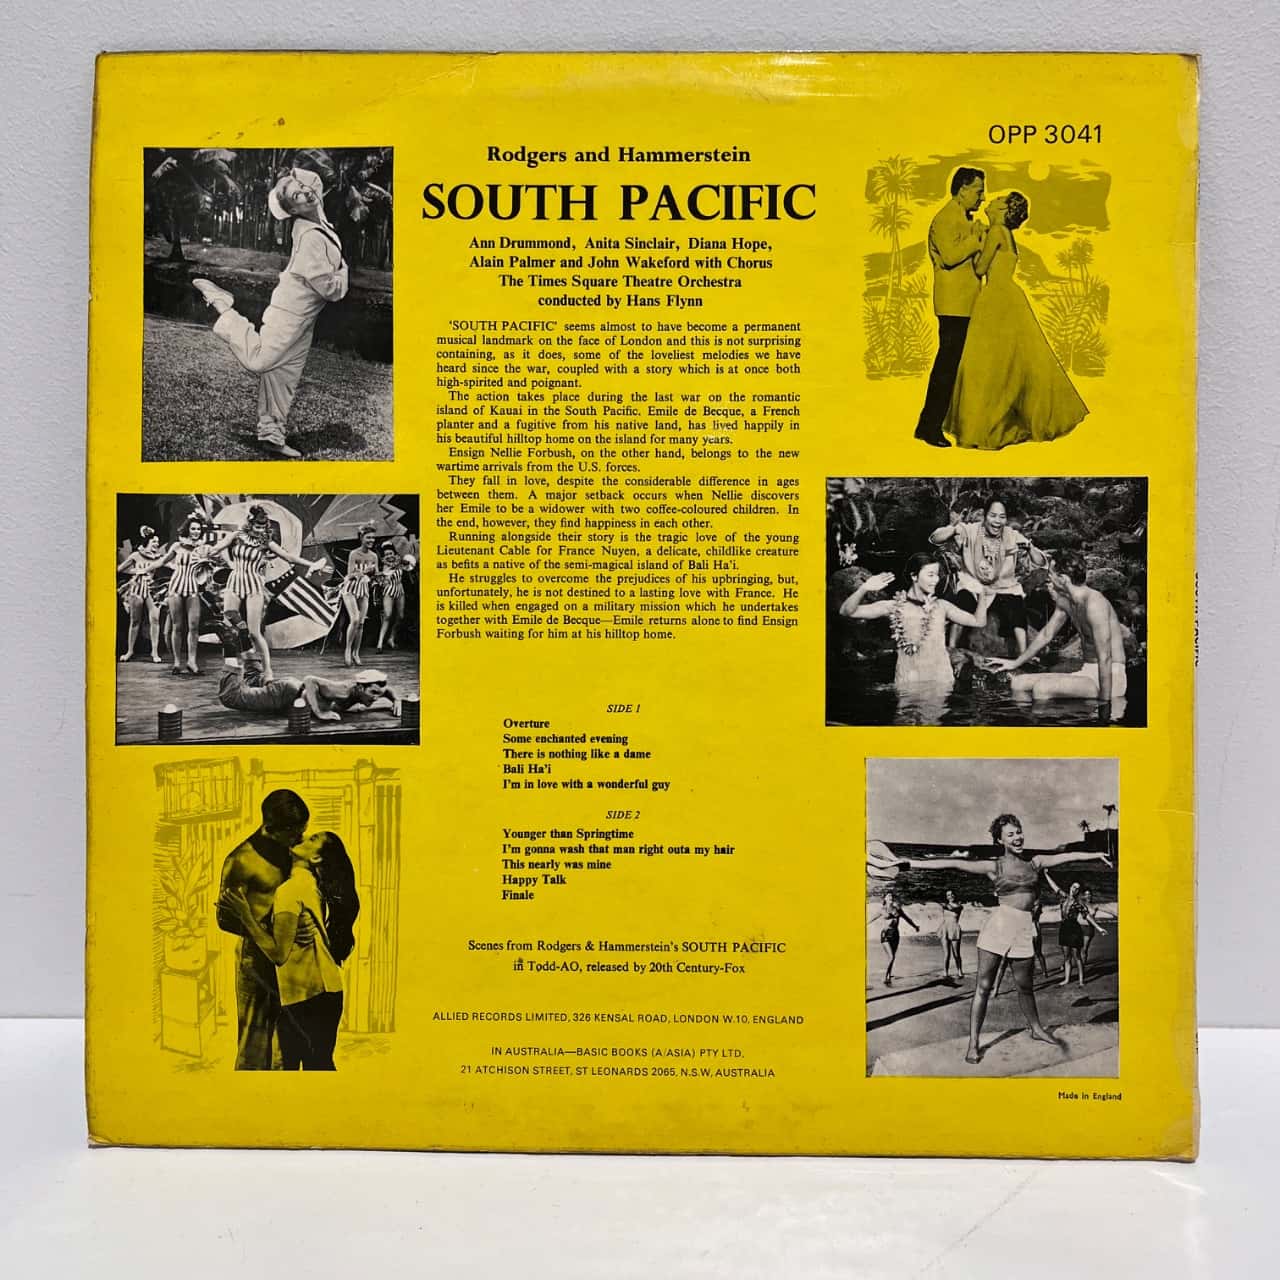 OPP 3041
Rodgers and Hammerstein
SOUTH PACIFIC
Ann Drummond, Anita Sinclair, Diana Hope,
Alain Palmer and John Wakeford with Chorus
The Times Square Theatre Orchestra
conducted by Hans Flynn
'SOUTH PACIFIC' seems almost to have become a permanent
musical landmark on the face of London and this is not surprising
containing, as it does, some of the loveliest melodies we have
heard since the war, coupled with a story which is at once both
high-spirited and poignant.
The action takes place during the last war on the romantic
island of Kauai in the South Pacific. Emile de Becque, a French
planter and a fugitive from his native land, has lived happily in
his beautiful hilltop home on the island for many years.
Ensign Nellie Forbush, on the other hand, belongs to the new
wartime arrivals from the U.S. forces.
They fall in love, despite the considerable difference in ages
between them. A major setback occurs when Nellie discovers
her Emile to be a widower with two coffee-coloured children. In
the end, however, they find happiness in each other.
Running alongside their story is the tragic love of the young
Lieutenant Cable for France Nuyen, a delicate, childlike creature
as befits a native of the semi-magical island of Bali Ha'i.
He struggles to overcome the prejudices of his upbringing, but,
unfortunately, he is not destined to a lasting love with France. He
is killed when engaged on a military mission which he undertakes
together with Emile de Becque—Emile returns alone to find Ensign
Forbush waiting for him at his hilltop home.
SIDE 1
Overture
Some enchanted evening
There is nothing like a dame
Bali Ha'i
I'm in love with a wonderful guy
SIDE 2
Younger than Springtime
I'm gonna wash that man right outa my hair
This nearly was mine
Happy Talk
Finale
Scenes from Rodgers & Hammerstein's SOUTH PACIFIC
in Todd-AO, released by 20th Century-Fox
ALLIED RECORDS LIMITED, 326 KENSAL ROAD, LONDON W.10, ENGLAND
IN AUSTRALIA—BASIC BOOKS (A/ASIA) PTY LTD.
21 ATCHISON STREET, ST LEONARDS 2065, N.S.W, AUSTRALIA
Made in England
SOUTH PACIFIC